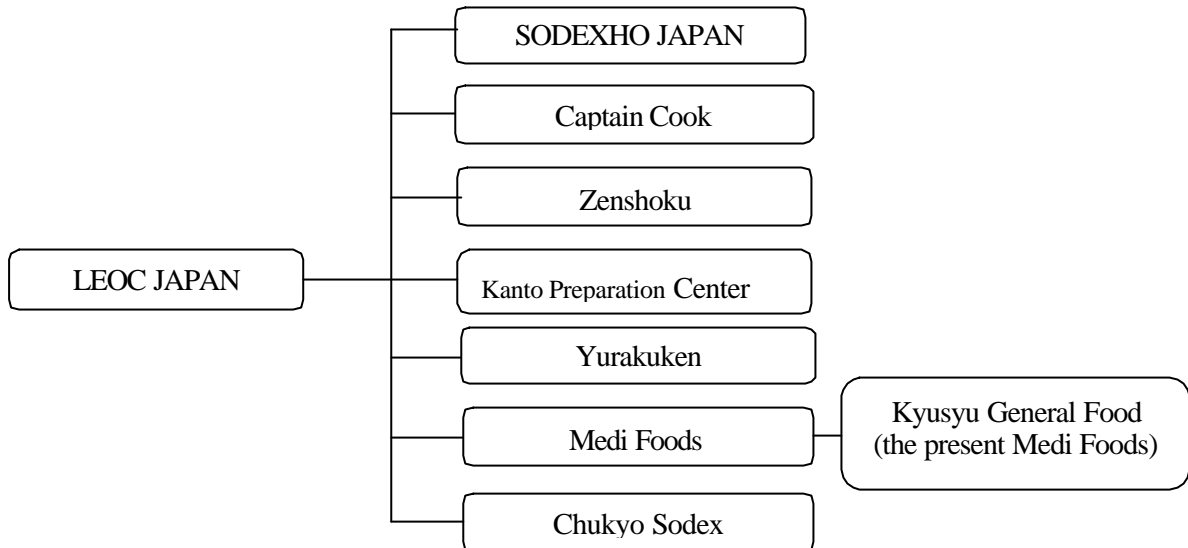 SODEXHO JAPAN
Captain Cook
Zenshoku
LEOC JAPAN
Kanto Preparation Center
Yurakuken
Kyusyu General Food
(the present Medi Foods)
Medi Foods
Chukyo Sodex